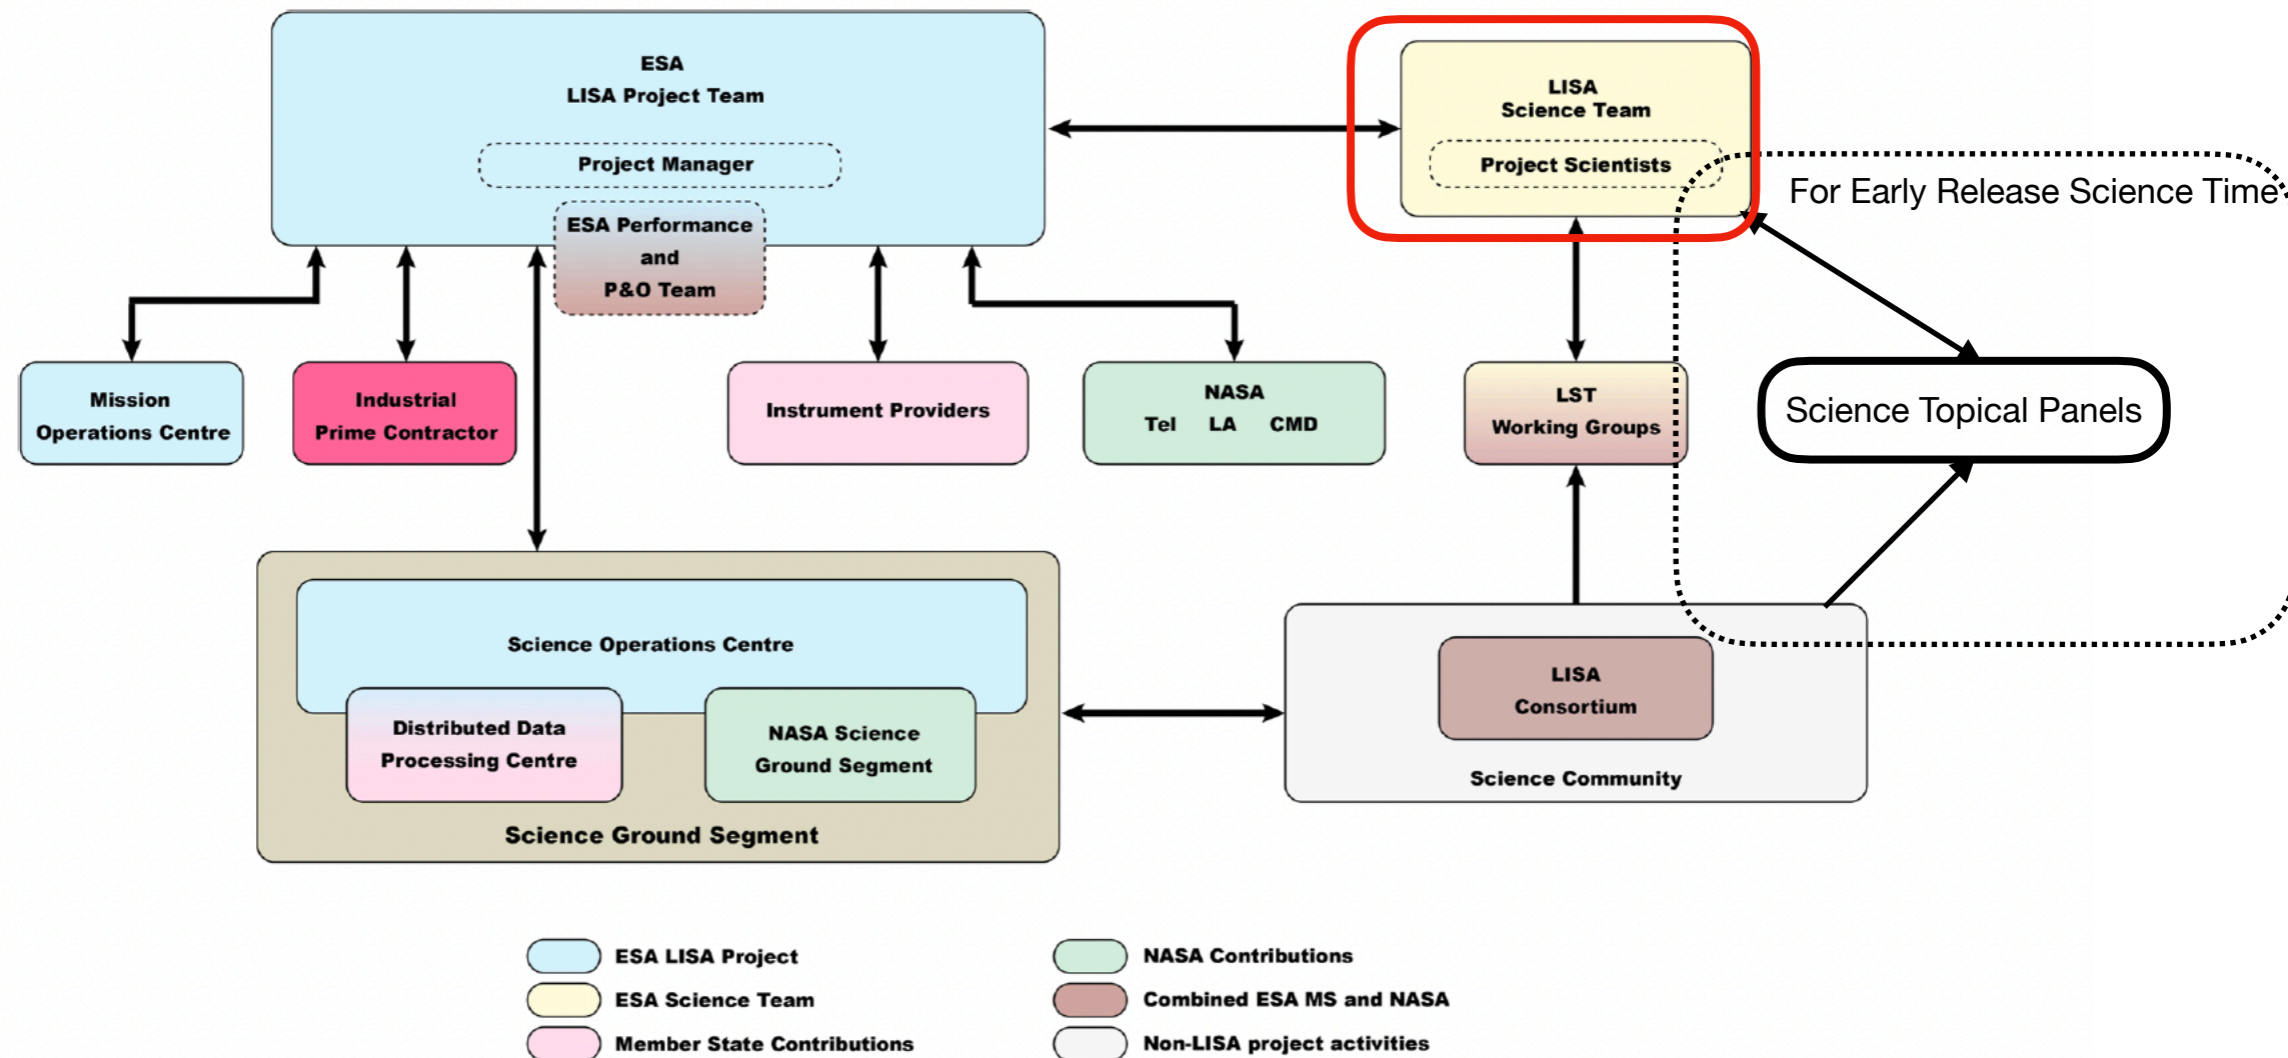 ESA
LISA Project Team
Project Manager
ESA Performance
and
P&O Team
LISA
Science Team
Project Scientists
For Early Release Science Time
Mission
Operations Centre
Industrial
Prime Contractor
Instrument Providers
NASA
Tel LA CMD
LST
Working Groups
Science Topical Panels
Science Operations Centre
Distributed Data
Processing Centre
NASA Science
Ground Segment
Science Ground Segment
LISA
Consortium
Science Community
ESA LISA Project
ESA Science Team
Member State Contributions
NASA Contributions
Combined ESA MS and NASA
Non-LISA project activities